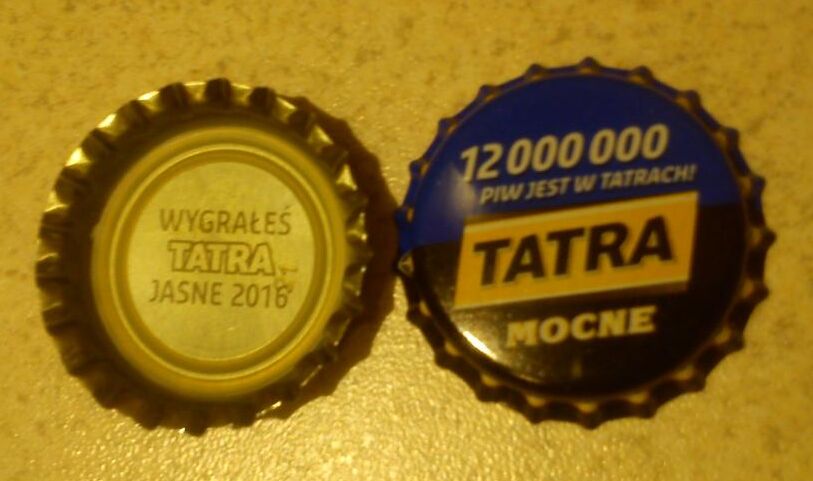 WYGRAŁEŚ
TATRA
JASNE 2016
12 000 000
PIW JEST W TATRACH!
TATRA
MOCNE